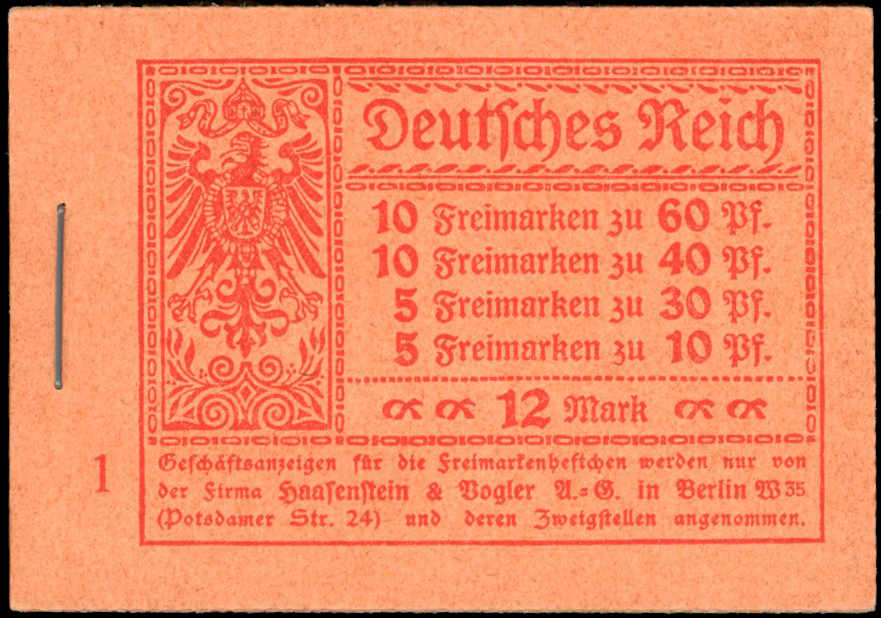 Deutsches Reich
10 Freimarken zu 60 Pf.
10 Freimarken zu 40 Pf.
5 Freimarken zu 30 Pf.
5 Freimarken zu 10 Pf.
12 Mark
1
Geschäftsanzeigen für die Freimarkenheftchen werden nur von
der Firma Haasenstein & Vogler A.=G. in Berlin W 35
(Potsdamer Str. 24) und deren Zweigstellen angenommen.